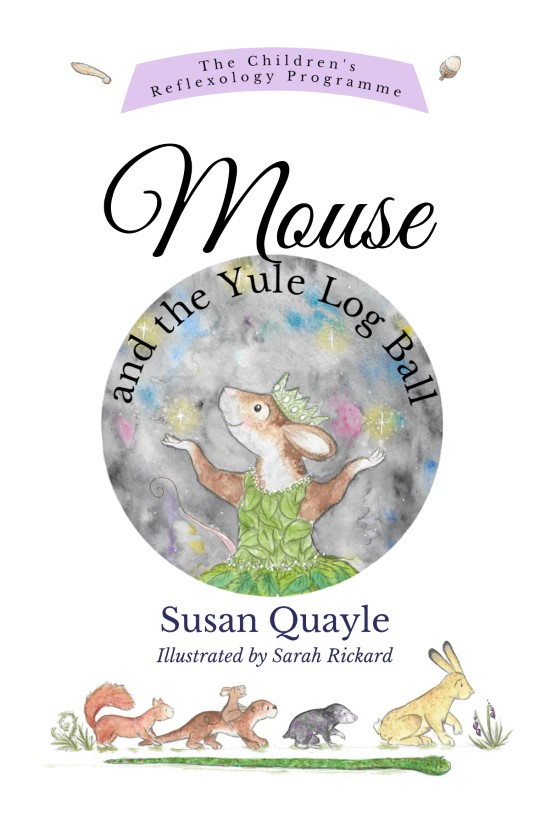 The Children's
Reflexology Programme
Mouse
and the Yule Log Ball
Susan Quayle
Illustrated by Sarah Rickard